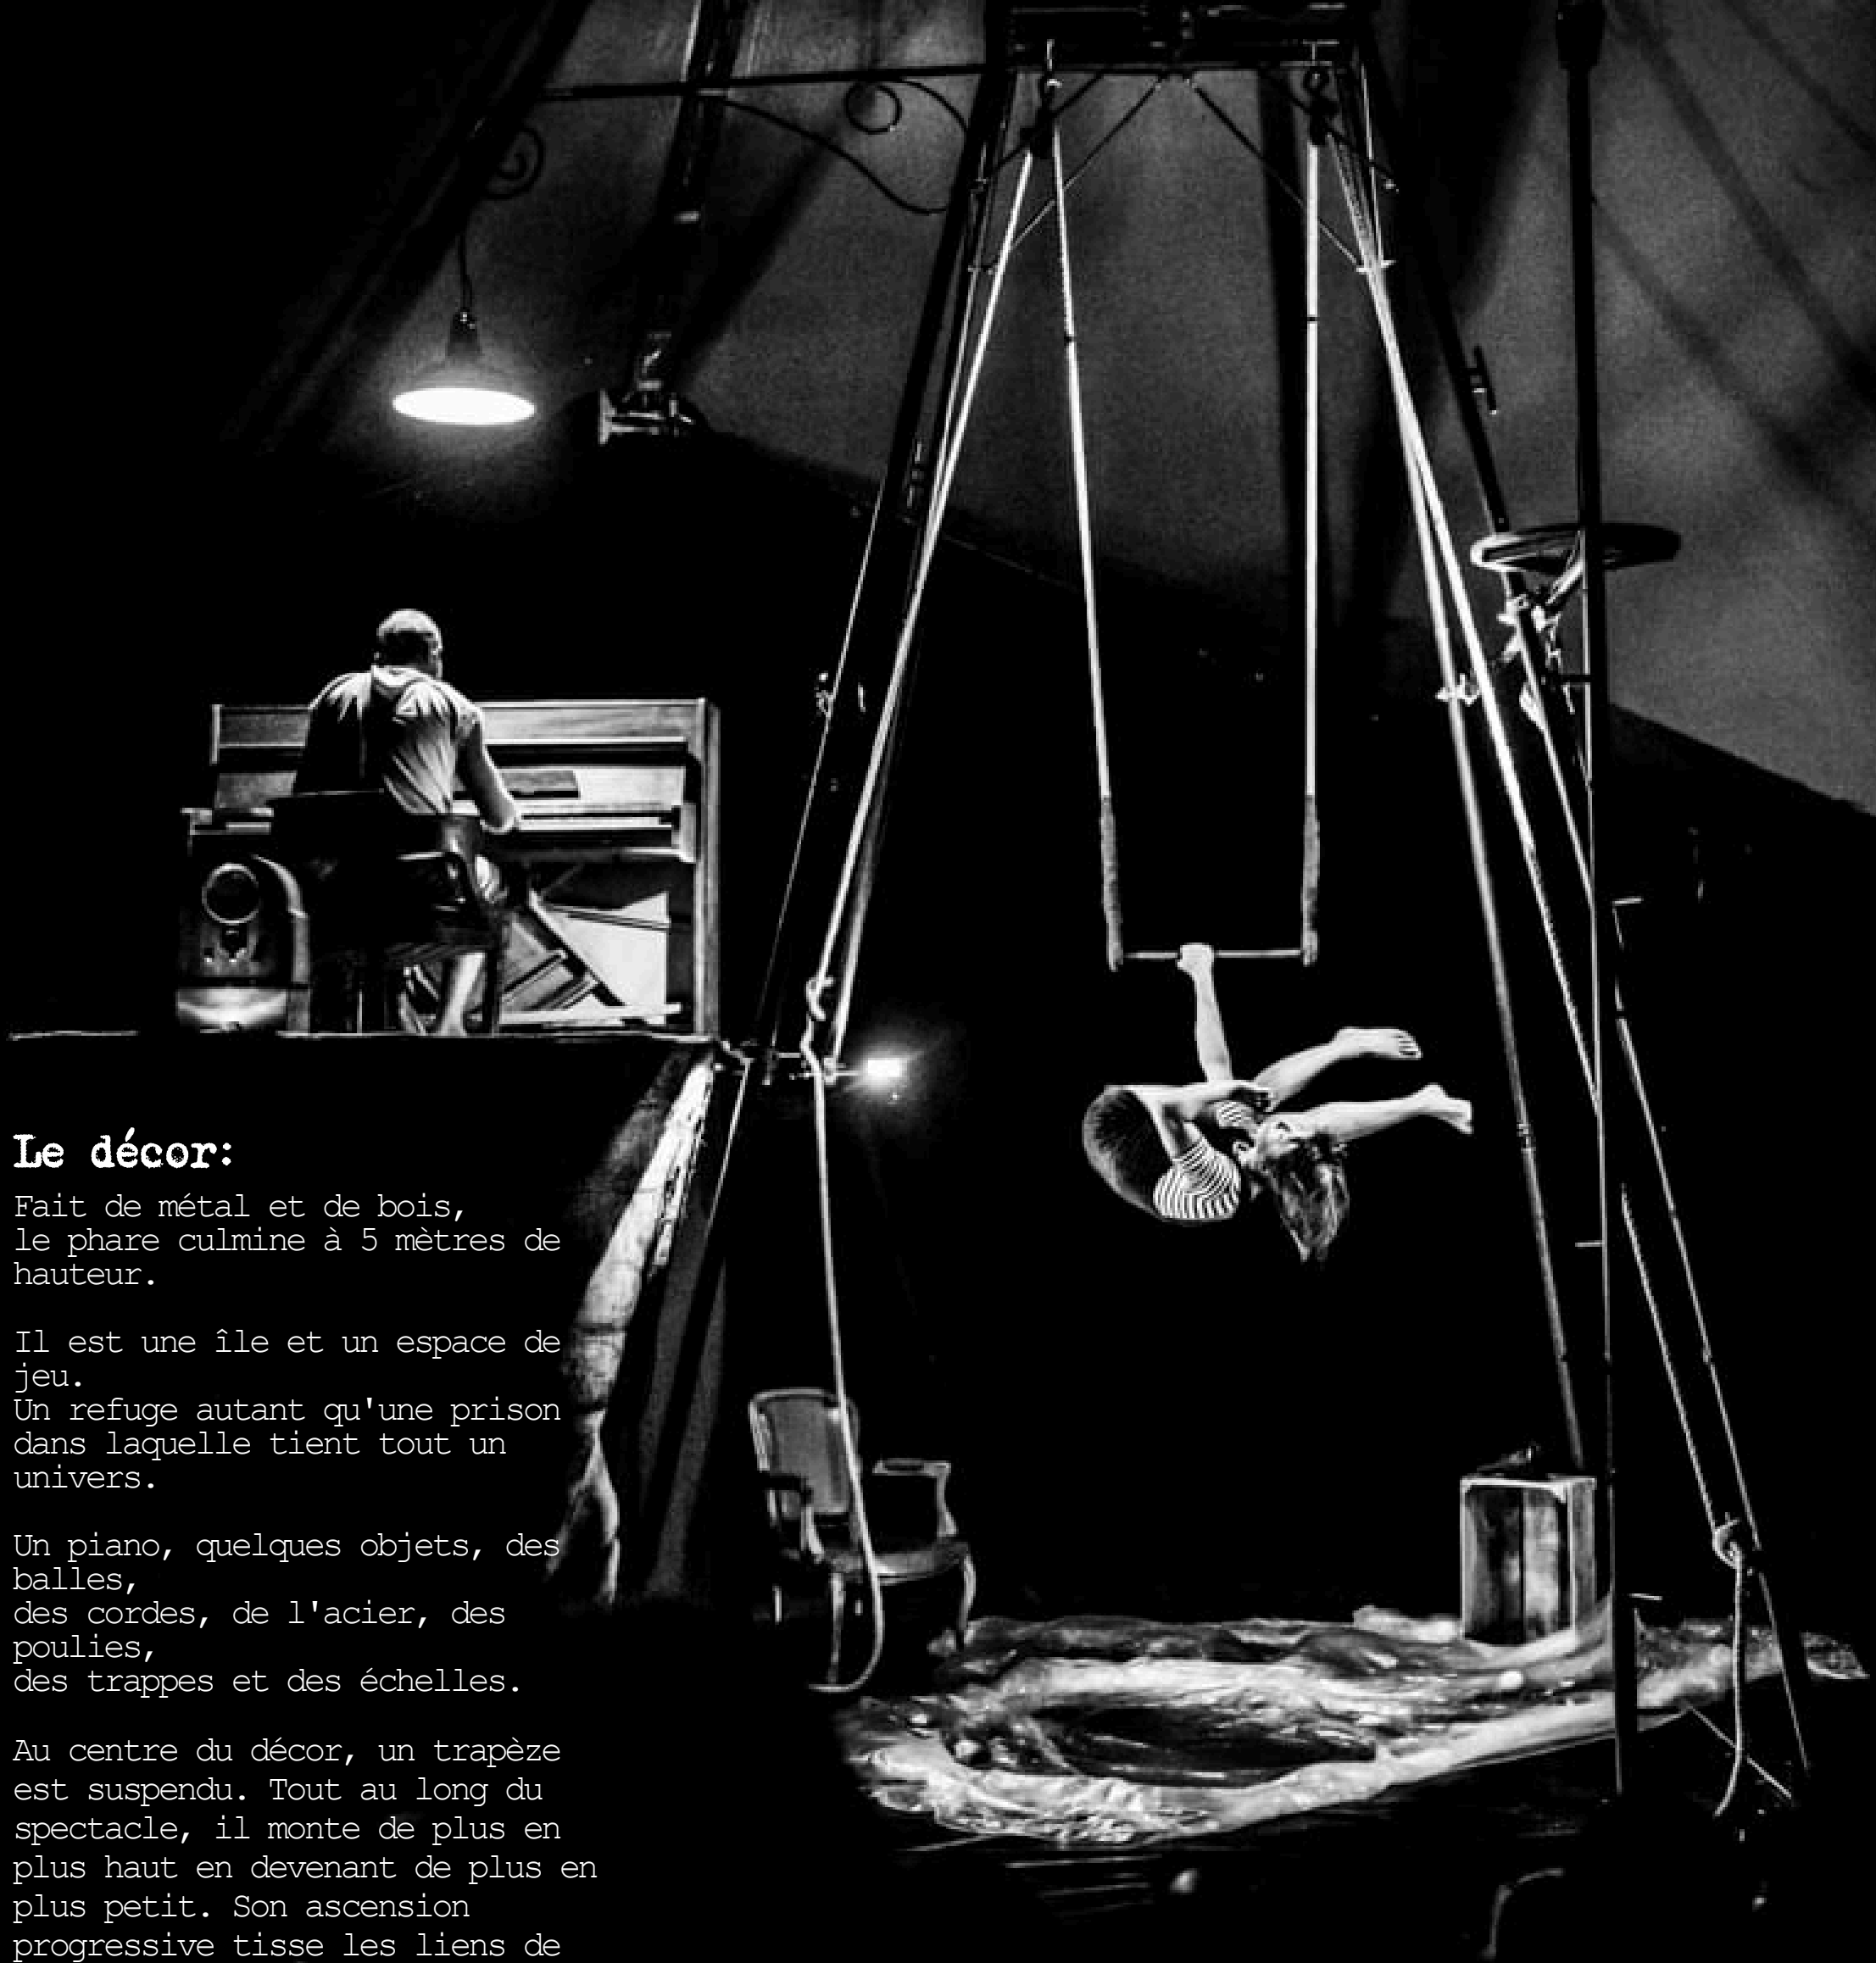 Le décor:
Fait de métal et de bois,
le phare culmine à 5 mètres de
hauteur.
Il est une île et un espace de
jeu.
Un refuge autant qu'une prison
dans laquelle tient tout un
univers.
Un piano, quelques objets, des
balles,
des cordes, de l'acier, des
poulies,
des trappes et des échelles.
Au centre du décor, un trapèze
est suspendu. Tout au long du
spectacle, il monte de plus en
plus haut en devenant de plus en
plus petit. Son ascension
progressive tisse les liens de